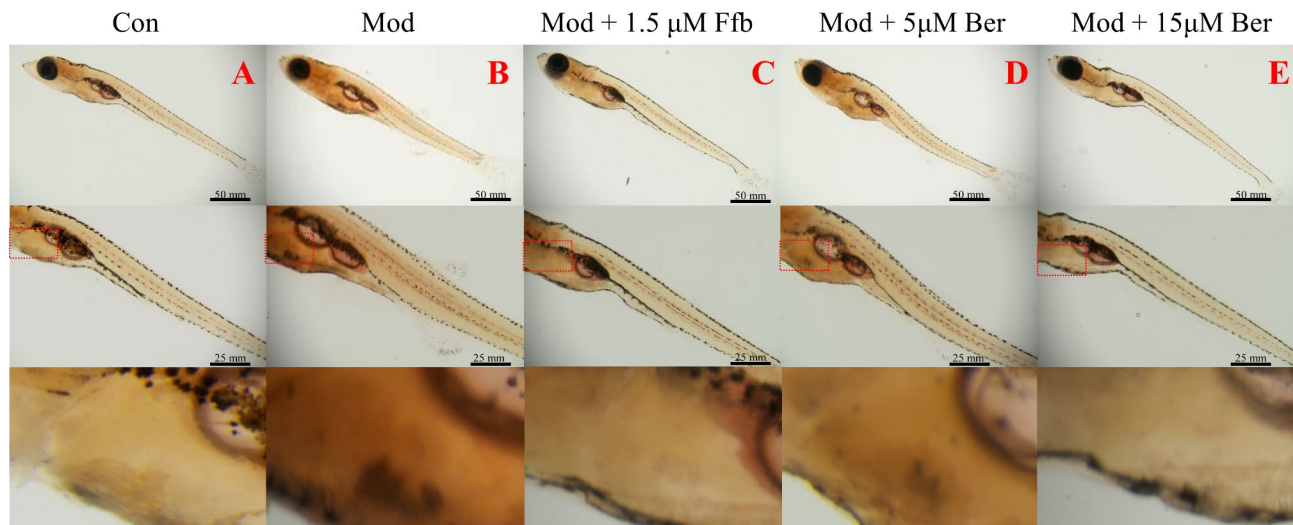 Con Mod Mod + 1.5 μM Ffb Mod + 5μM Ber Mod + 15μM Ber
A B C D E
50 mm 50 mm 50 mm 50 mm 50 mm
25 mm 25 mm 25 mm 25 mm 25 mm